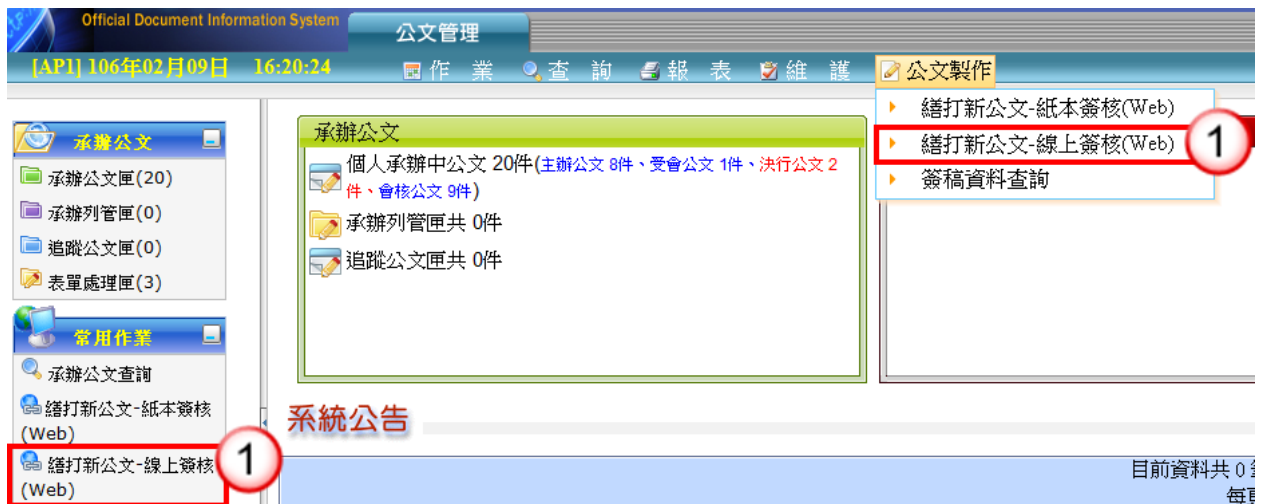 Official Document Information System
公文管理
[AP1] 106年02月09日 16:20:24
作 業 查 詢 報 表 維 護 公文製作
繕打新公文-紙本簽核(Web)
繕打新公文-線上簽核(Web)
1
簽稿資料查詢
承辦公文
承辦公文匣(20)
承辦列管匣(0)
追蹤公文匣(0)
表單處理匣(3)
常用作業
承辦公文查詢
繕打新公文-紙本簽核
(Web)
繕打新公文-線上簽核
(Web)
1
承辦公文
個人承辦中公文 20件(主辦公文 8件、受會公文 1件、決行公文 2
件、會核公文 9件)
承辦列管匣共 0件
追蹤公文匣共 0件
系統公告
目前資料共 0